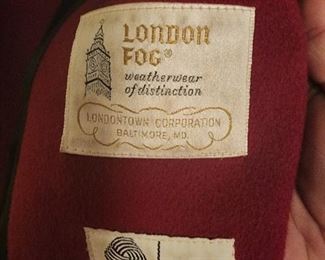 LONDON
FOG®
weatherwear
of distinction
LONDONTOWN CORPORATION
BALTIMORE, MD.